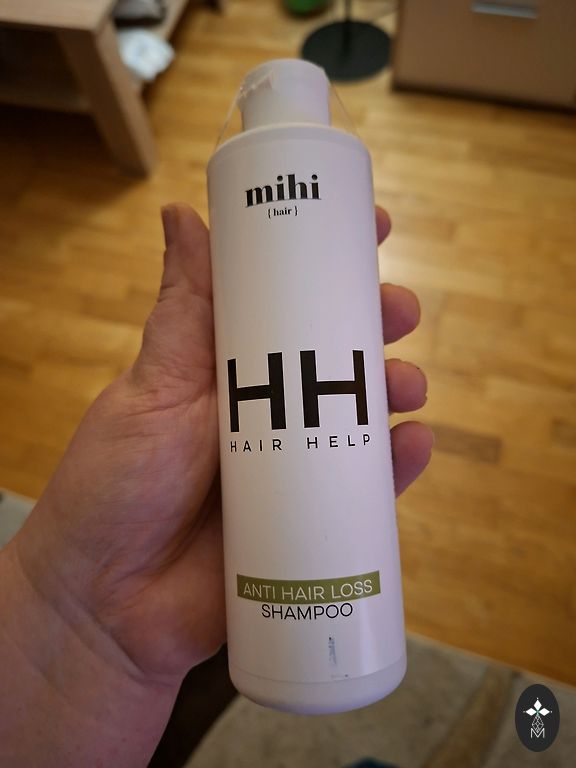 mihi
{ hair }
HH
HAIR HELP
ANTI HAIR LOSS
SHAMPOO
M